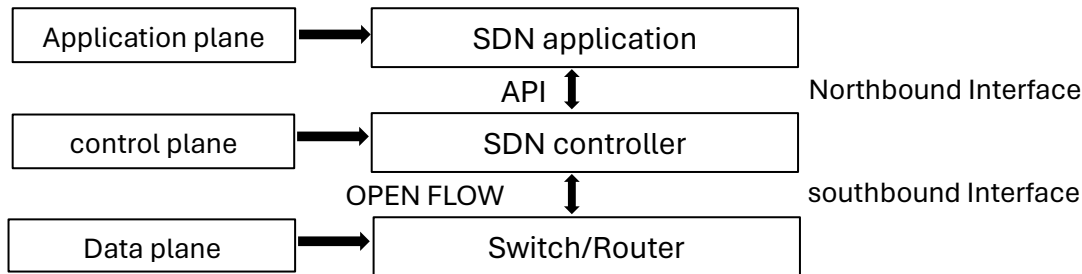 Application plane
SDN application
API
Northbound Interface
control plane
SDN controller
OPEN FLOW
southbound Interface
Data plane
Switch/Router